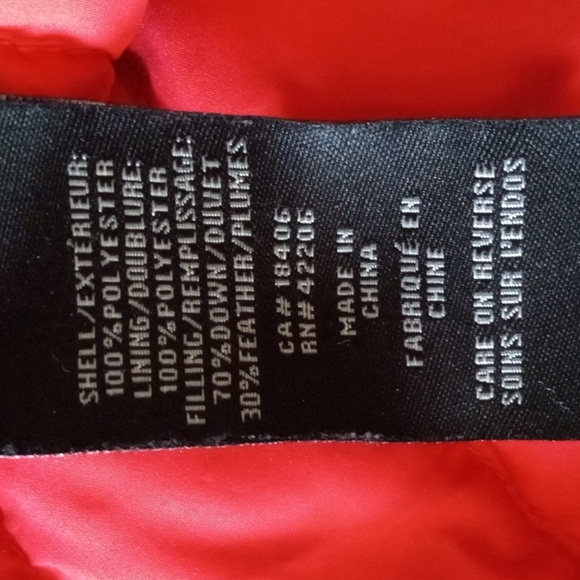 SHELL/EXTÉRIEUR:
100%POLYESTER
LINING/DOUBLURE:
100%POLYESTER
FILLING/REMPLISSAGE:
70%DOWN/DUVET
30%FEATHER/PLUMES
CA# 18406
RN# 42206
MADE IN
CHINA
FABRIQUÉ EN
CHINE
CARE ON REVERSE
SOINS SUR L'ENDOS